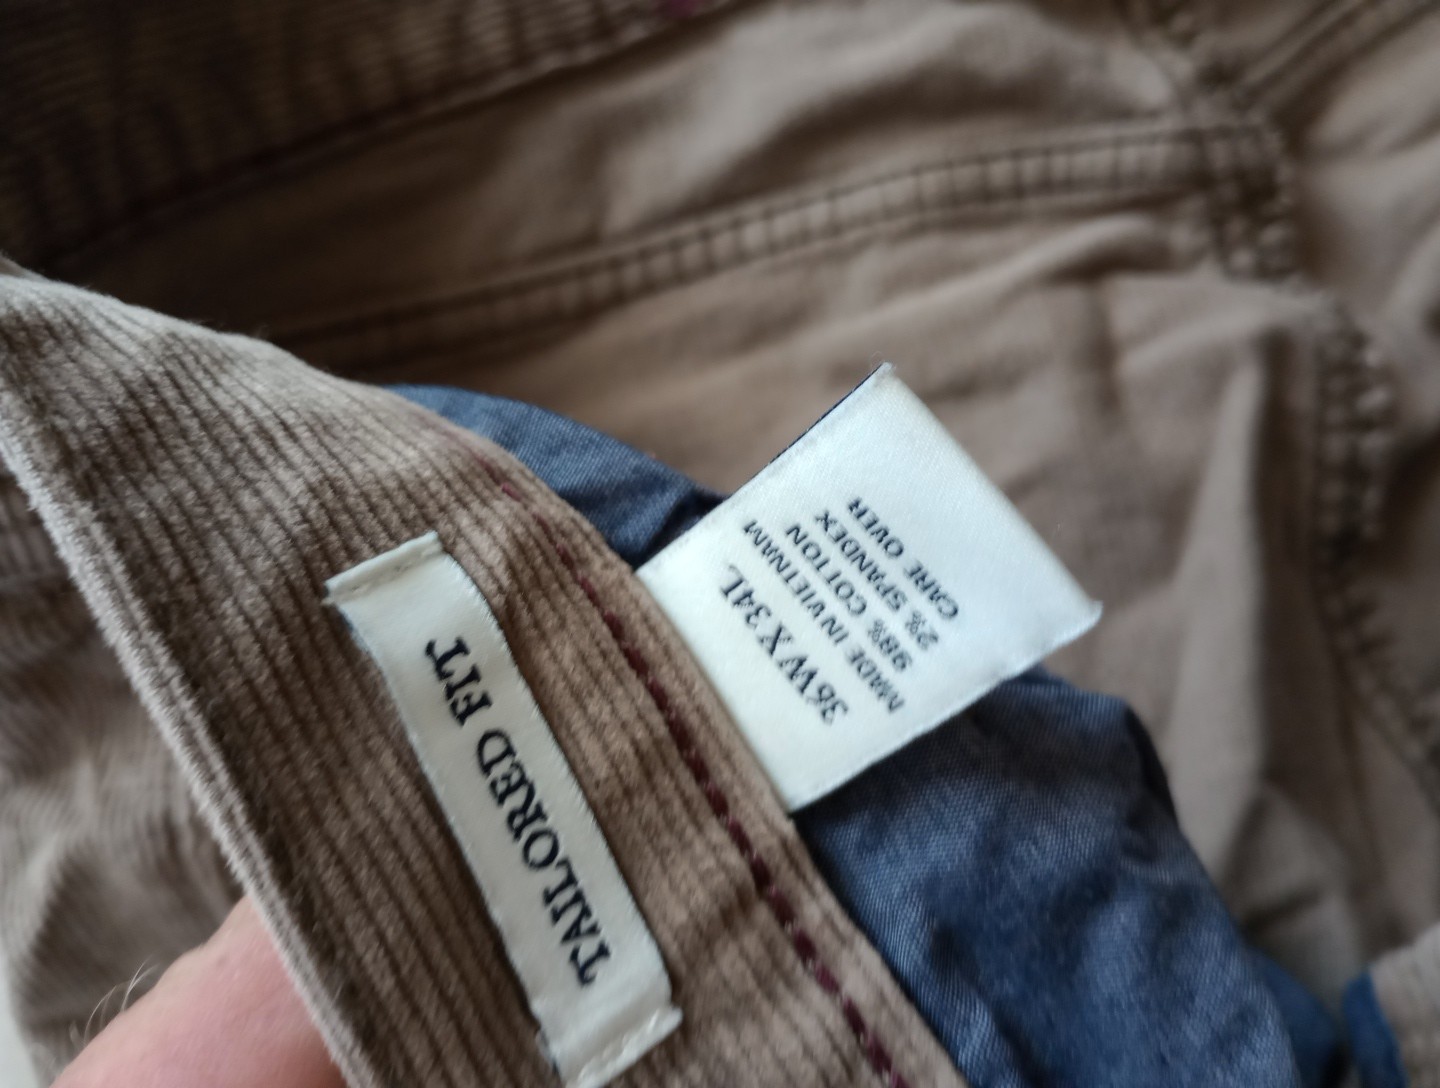 TAILORED FIT
36W X 34L
MADE IN VIETNAM
98% COTTON
2% SPANDEX
CARE OVER